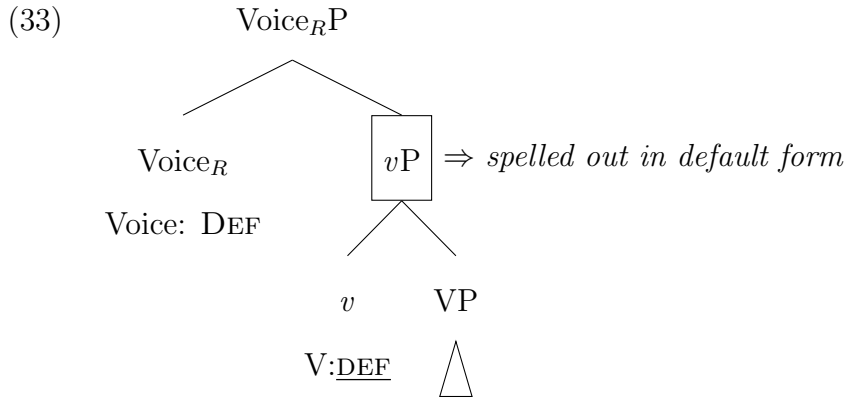 (33) Voice_RP
Voice_R vP ⇒ spelled out in default form
Voice: DEF
v VP
V:DEF